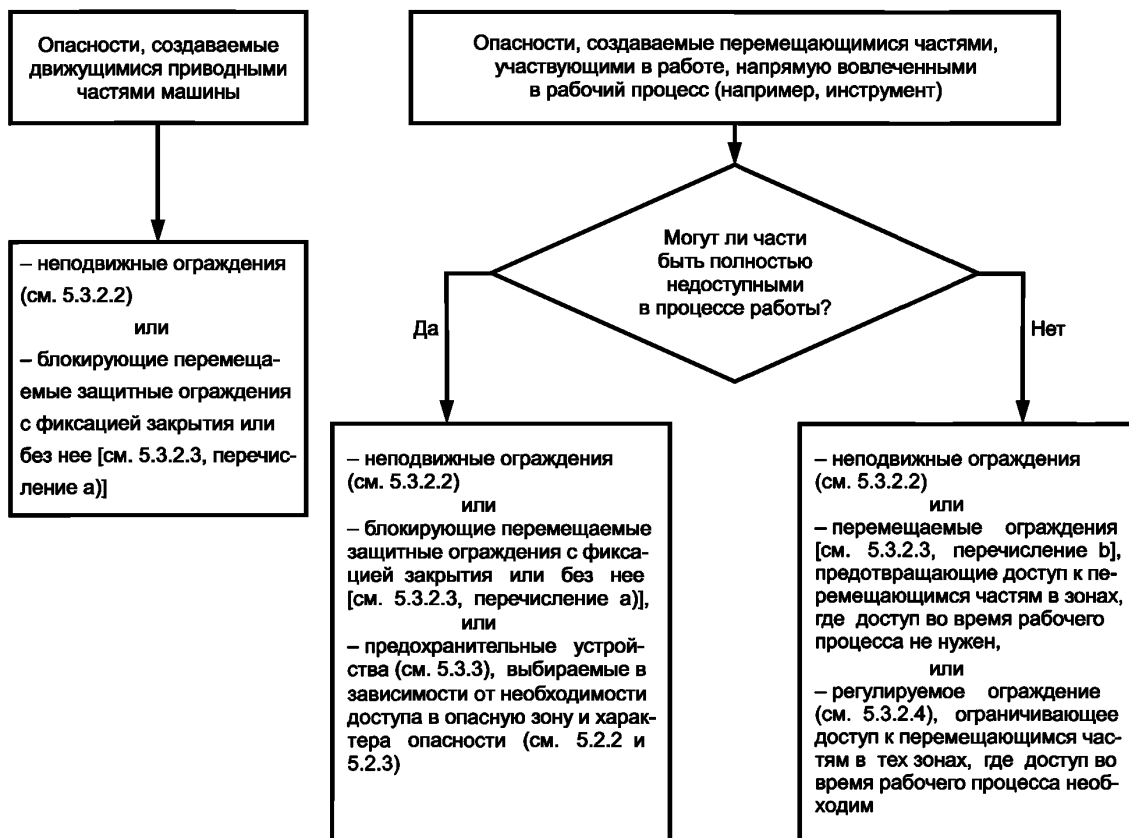 Опасности, создаваемые
движущимися приводными
частями машины
Опасности, создаваемые перемещающимися частями,
участвующими в работе, напрямую вовлеченными
в рабочий процесс (например, инструмент)
– неподвижные ограждения
(см. 5.3.2.2)
или
– блокирующие перемеща-
емые защитные ограждения
с фиксацией закрытия или
без нее [см. 5.3.2.3, перечис-
ление а)]
Могут ли части
быть полностью
недоступными
в процессе работы?
Да
Нет
– неподвижные ограждения
(см. 5.3.2.2)
или
– блокирующие перемещаемые
защитные ограждения с фикса-
цией закрытия или без нее
[см. 5.3.2.3, перечисление а)],
или
– предохранительные устрой-
ства (см. 5.3.3), выбираемые в
зависимости от необходимости
доступа в опасную зону и харак-
тера опасности (см. 5.2.2 и
5.2.3)
– неподвижные ограждения
(см. 5.3.2.2)
или
– перемещаемые ограждения
[см. 5.3.2.3, перечисление b],
предотвращающие доступ к пе-
ремещающимся частям в зонах,
где доступ во время рабочего
процесса не нужен,
или
– регулируемое ограждение
(см. 5.3.2.4), ограничивающее
доступ к перемещающимся час-
тям в тех зонах, где доступ во
время рабочего процесса необ-
ходим